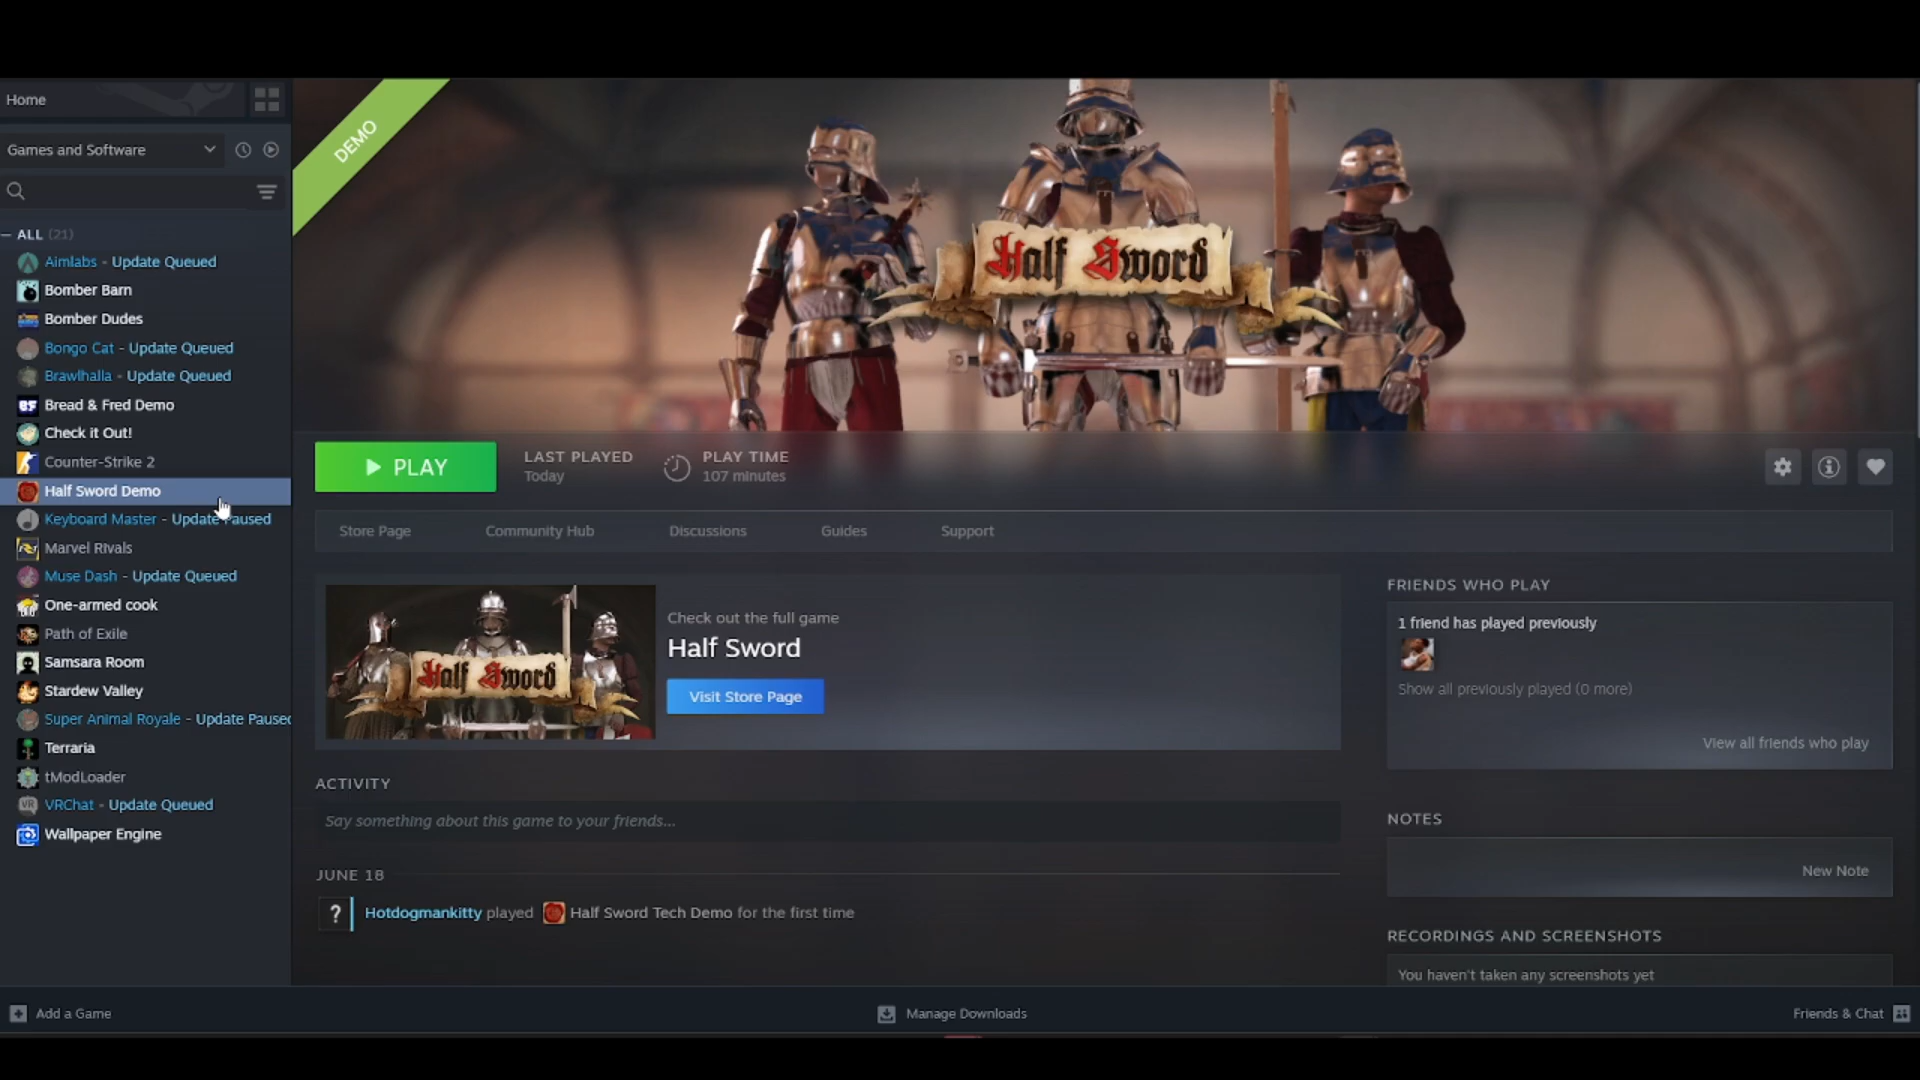 Home
Games and Software
ALL (21)
Aimlabs - Update Queued
Bomber Barn
Bomber Dudes
Bongo Cat - Update Queued
Brawlhalla - Update Queued
Bread & Fred Demo
Check it Out!
Counter-Strike 2
Half Sword Demo
Keyboard Master - Update Paused
Marvel Rivals
Muse Dash - Update Queued
One-armed cook
Path of Exile
Samsara Room
Stardew Valley
Super Animal Royale - Update Paused
Terraria
tModLoader
VRChat - Update Queued
Wallpaper Engine
DEMO
Half Sword
PLAY
LAST PLAYED
Today
PLAY TIME
107 minutes
Store Page
Community Hub
Discussions
Guides
Support
Half Sword
Check out the full game
Half Sword
Visit Store Page
ACTIVITY
Say something about this game to your friends...
JUNE 18
? Hotdogmankitty played Half Sword Tech Demo for the first time
FRIENDS WHO PLAY
1 friend has played previously
Show all previously played (0 more)
View all friends who play
NOTES
New Note
RECORDINGS AND SCREENSHOTS
You haven't taken any screenshots yet
Add a Game
Manage Downloads
Friends & Chat